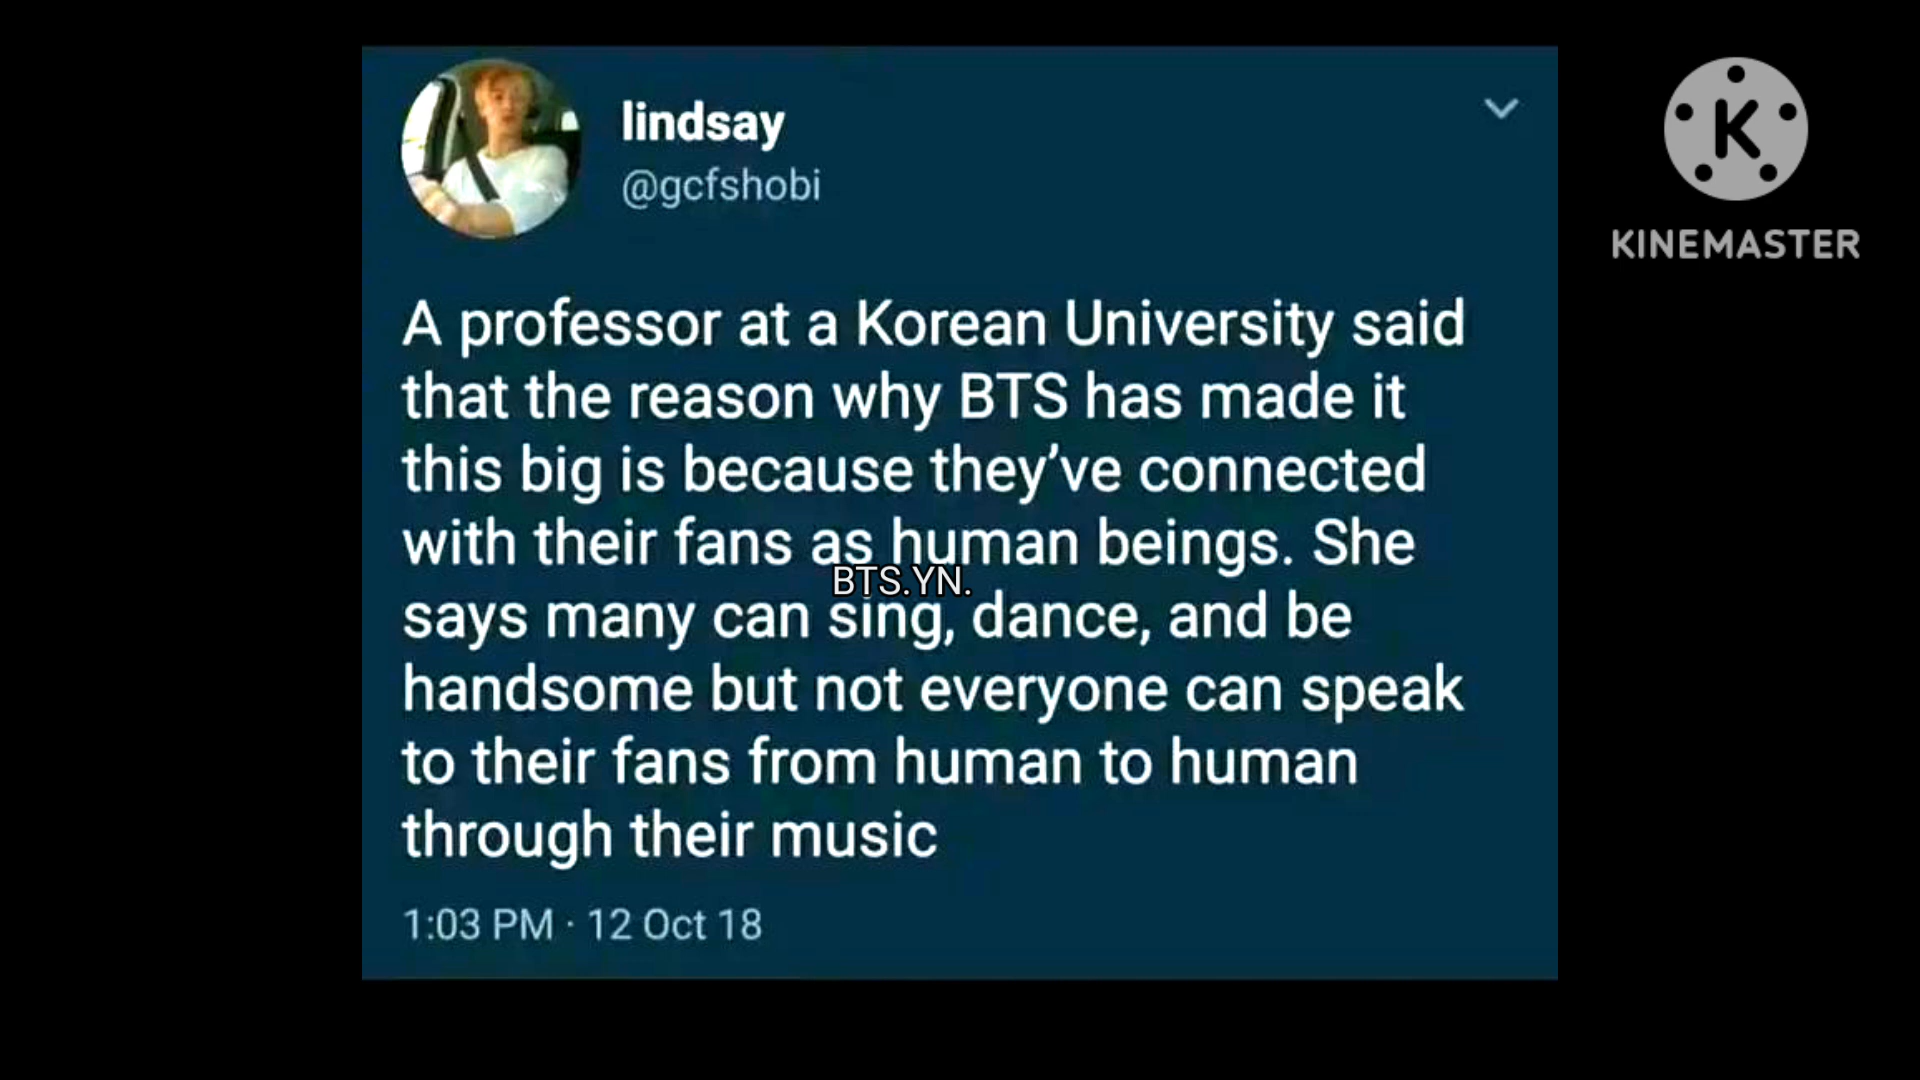 lindsay
@gcfshobi
K
KINEMASTER
A professor at a Korean University said
that the reason why BTS has made it
this big is because they’ve connected
with their fans as human beings. She
BTS.YN.
says many can sing, dance, and be
handsome but not everyone can speak
to their fans from human to human
through their music
1:03 PM · 12 Oct 18